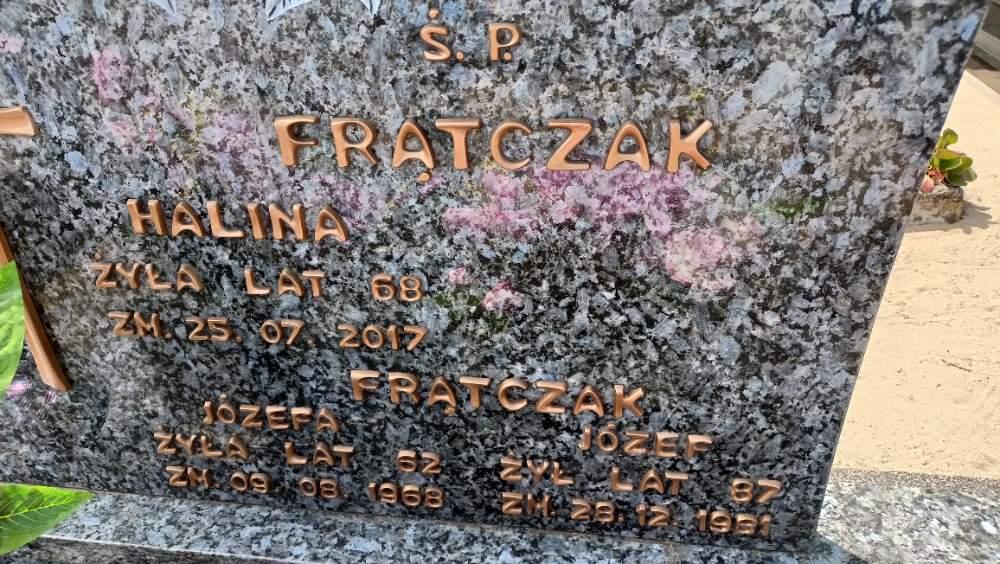 Ś. P.
FRĄTCZAK
HALINA
ŻYŁA LAT 68
ZM. 25. 07. 2017
FRĄTCZAK
JÓZEFA
ŻYŁA LAT 62
ZM. 09. 08. 1968
JÓZEF
ŻYŁ LAT 87
ZM. 28. 12. 1981